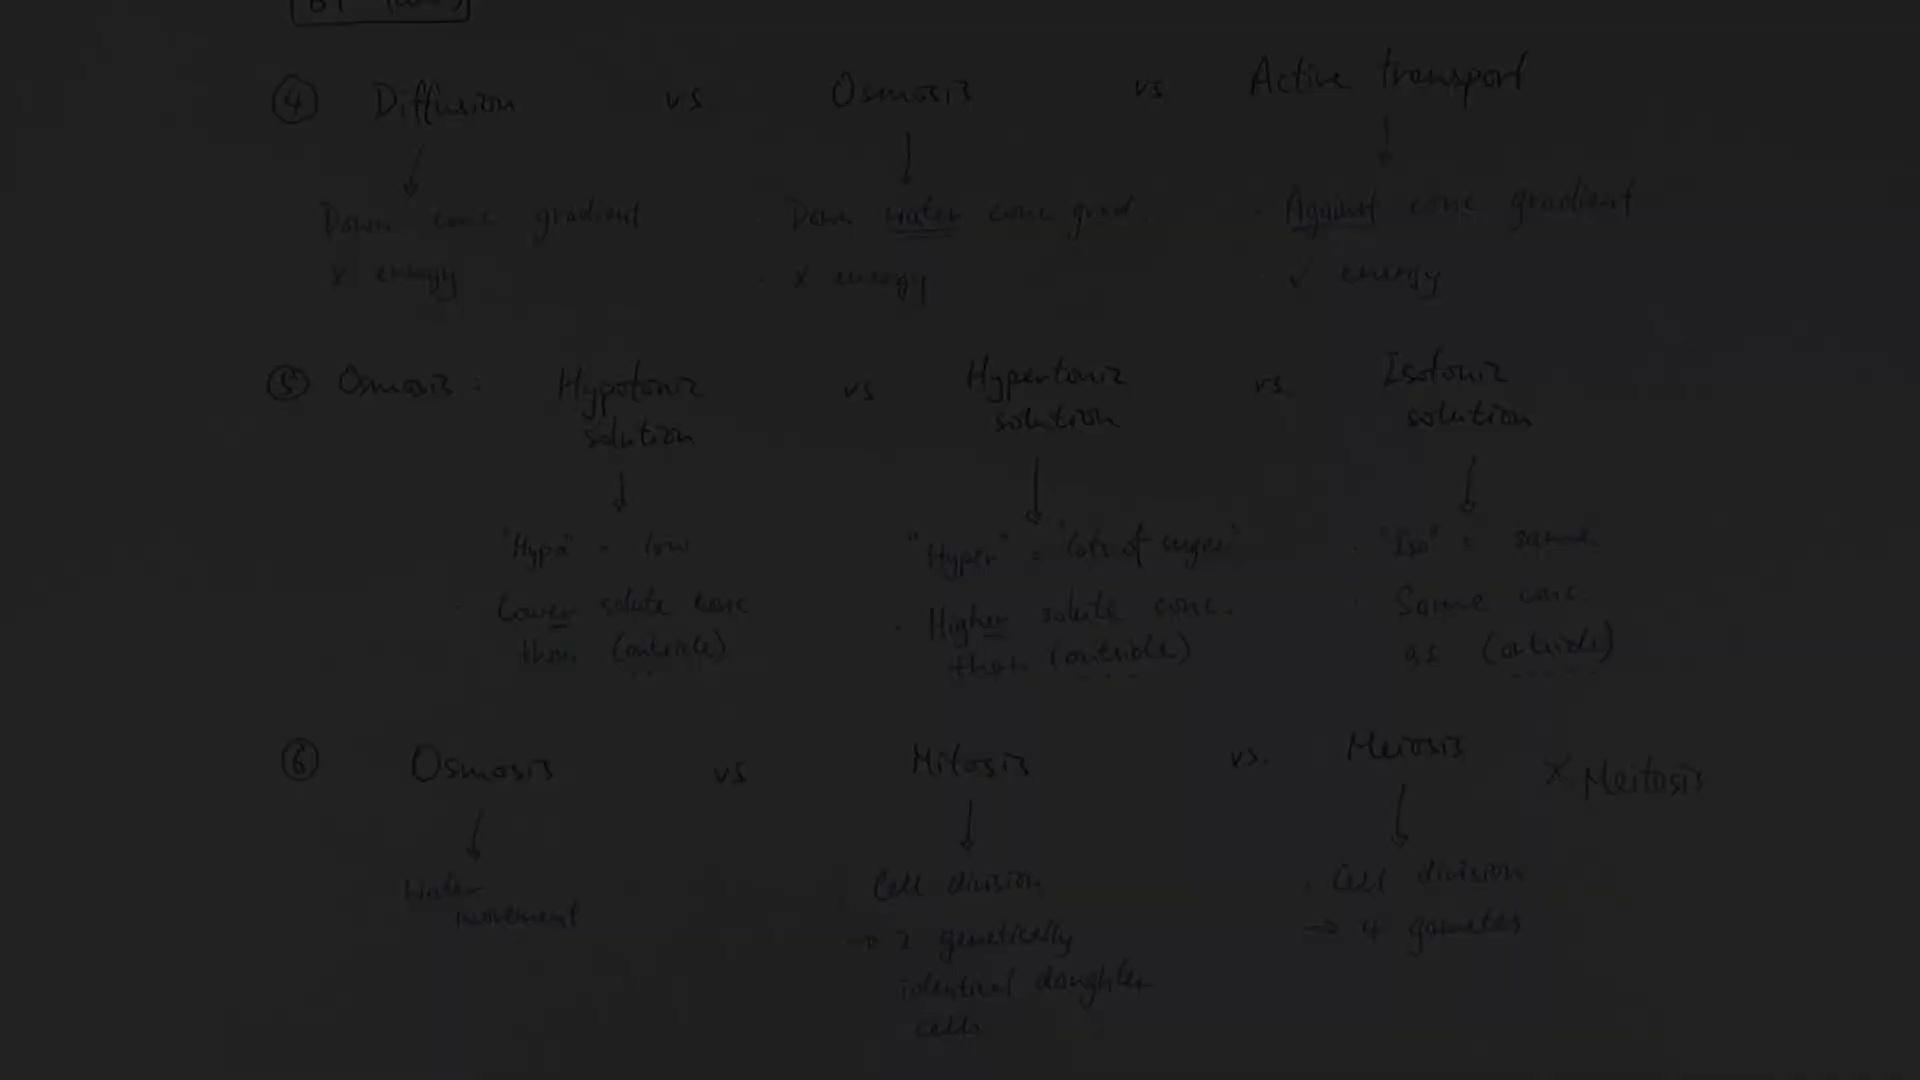 B1
④ Diffusion vs Osmosis vs Active transport
Down conc gradient · Down water conc grad. · Against conc gradient
x energy · x energy ✓ energy
⑤ Osmosis: Hypotonic solution vs Hypertonic solution vs. Isotonic solution
"Hypo" = low
· Lower solute conc
than (outside)
"Hyper" = "lots of
· Higher solute conc.
than (outside)
· "Iso" = same
· Same conc.
as (outside)
⑥ Osmosis vs Mitosis vs. Meiosis x Meitosis
Water
movement
Cell division
→ 2 genetically
identical daughter
cells
· Cell division
→ 4 gametes